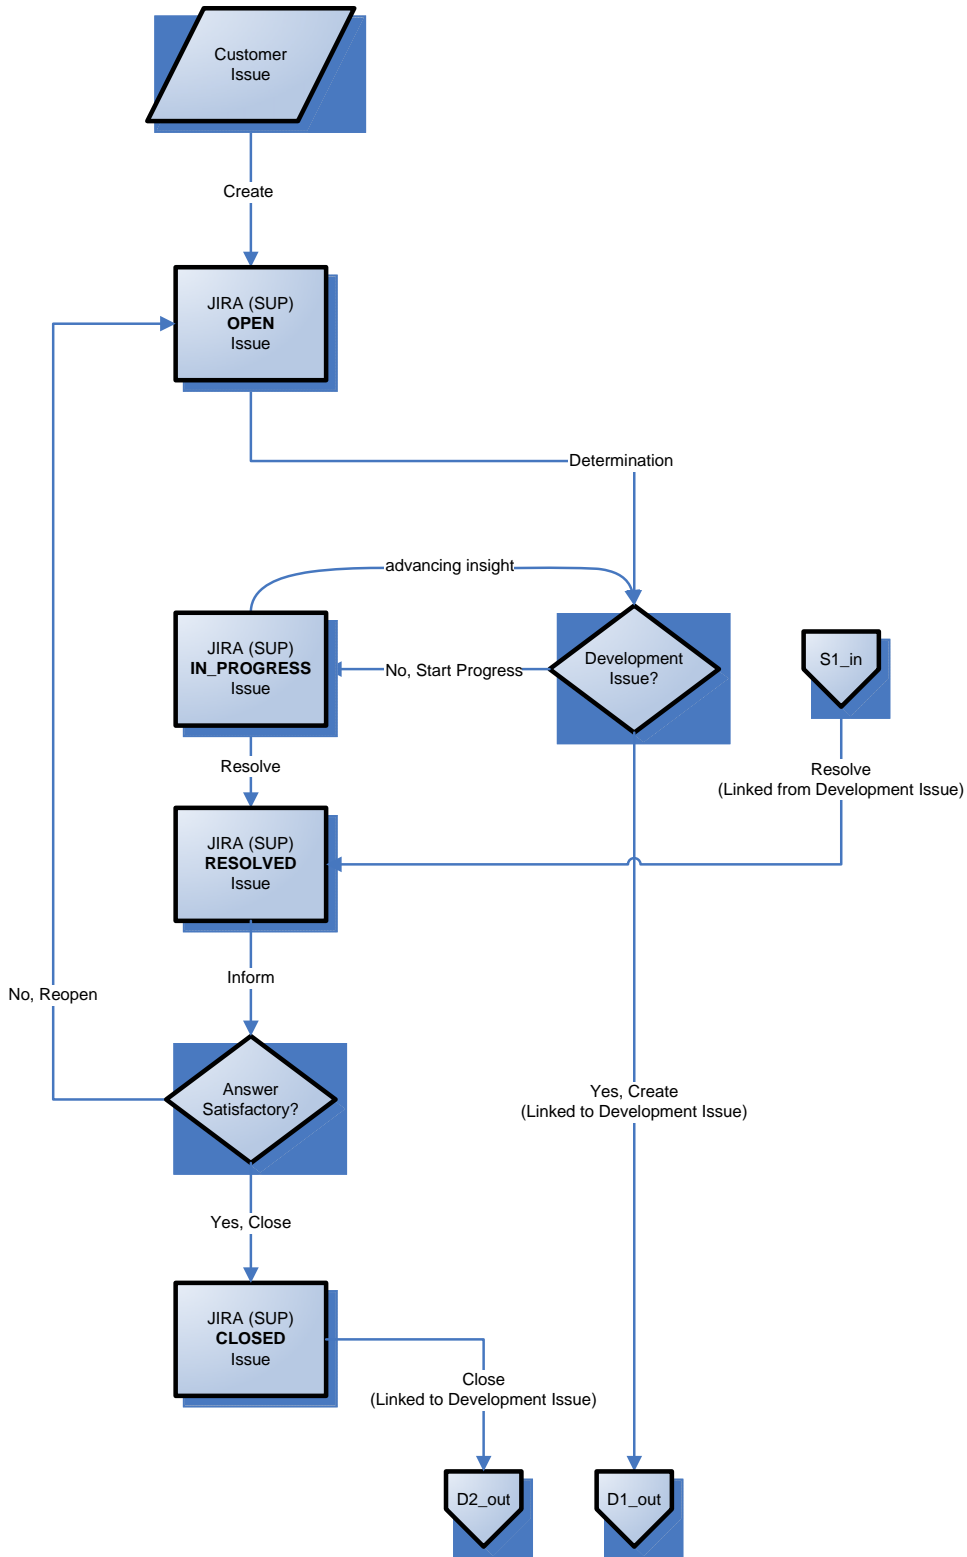 Customer
Issue
Create
JIRA (SUP)
OPEN
Issue
Determination
advancing insight
JIRA (SUP)
IN_PROGRESS
Issue
No, Start Progress
Development
Issue?
S1_in
Resolve
Resolve
(Linked from Development Issue)
JIRA (SUP)
RESOLVED
Issue
Inform
No, Reopen
Answer
Satisfactory?
Yes, Create
(Linked to Development Issue)
Yes, Close
JIRA (SUP)
CLOSED
Issue
Close
(Linked to Development Issue)
D2_out
D1_out